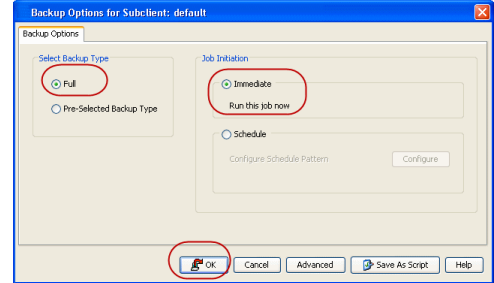 Backup Options for Subclient: default
Backup Options
Select Backup Type
Full
Pre-Selected Backup Type
Job Initiation
Immediate
Run this job now
Schedule
Configure Schedule Pattern
Configure
OK
Cancel
Advanced
Save As Script
Help